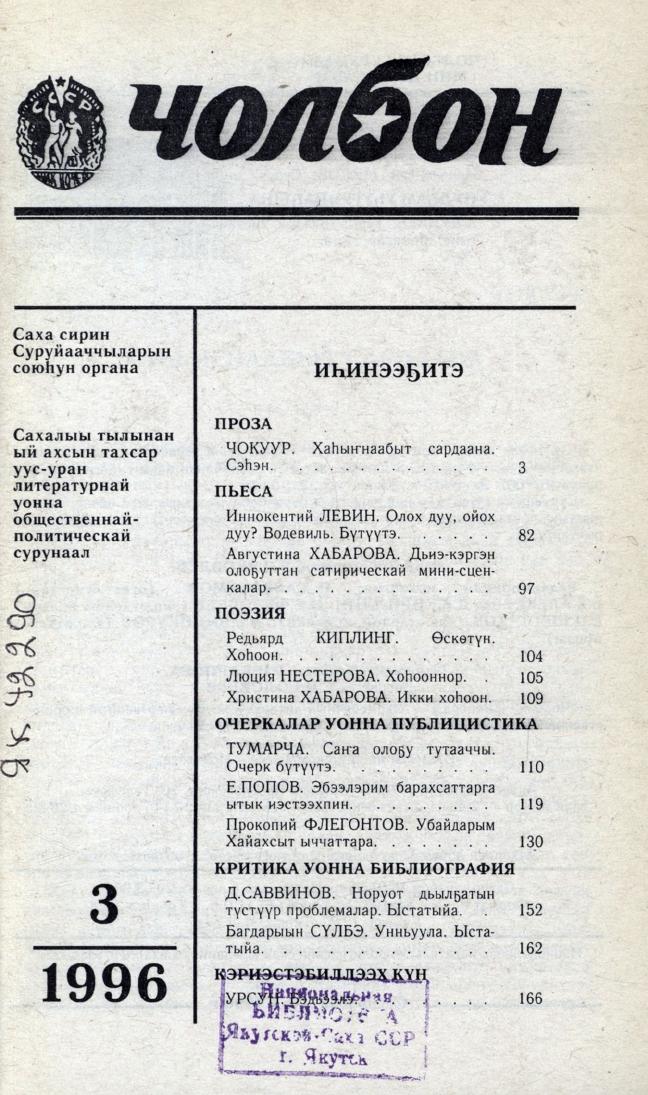 СССР
ЧОЛБОН
Саха сирин
Суруйааччыларын
союһун органа
Сахалыы тылынан
ый ахсын тахсар
уус-уран
литературнай
уонна
общественнай-
политическай
сурунаал
ИҺИНЭЭҔИТЭ
ПРОЗА
ЧОКУУР. Хаһыҥнаабыт сардаана.
Сэһэн. . . . . . . . . . . 3
ПЬЕСА
Иннокентий ЛЕВИН. Олох дуу, ойох
дуу? Водевиль. Бүтүүтэ. . . . . . 82
Августина ХАБАРОВА. Дьиэ-кэргэн
олоҕуттан сатирическай мини-сцен-
калар. . . . . . . . . . . 97
ПОЭЗИЯ
Редьярд КИПЛИНГ. Өскөтүн.
Хоһоон. . . . . . . . . . . 104
Люция НЕСТЕРОВА. Хоһооннор. . 105
Христина ХАБАРОВА. Икки хоһоон. 109
ОЧЕРКАЛАР УОННА ПУБЛИЦИСТИКА
ТУМАРЧА. Саҥа олоҕу тутааччы.
Очерк бүтүүтэ. . . . . . . . . 110
Е.ПОПОВ. Эбээлэрим барахсаттарга
ытык иэстээхпин. . . . . . . . 119
Прокопий ФЛЕГОНТОВ. Убайдарым
Хайахсыт ыччаттара. . . . . . . 130
КРИТИКА УОННА БИБЛИОГРАФИЯ
Д.САВВИНОВ. Норуот дьылҕатын
түстүүр проблемалар. Ыстатыйа. . 152
Багдарыын СҮЛБЭ. Унньуула. Ыста-
тыйа. . . . . . . . . . . 162
КЭРИЭСТЭБИЛЛЭЭХ КҮН
УРСУН. . . . . . . . 166
3
1996
42290
Национальная
БИБЛИОТЕКА
Якутской-Саха ССР
г. Якутск